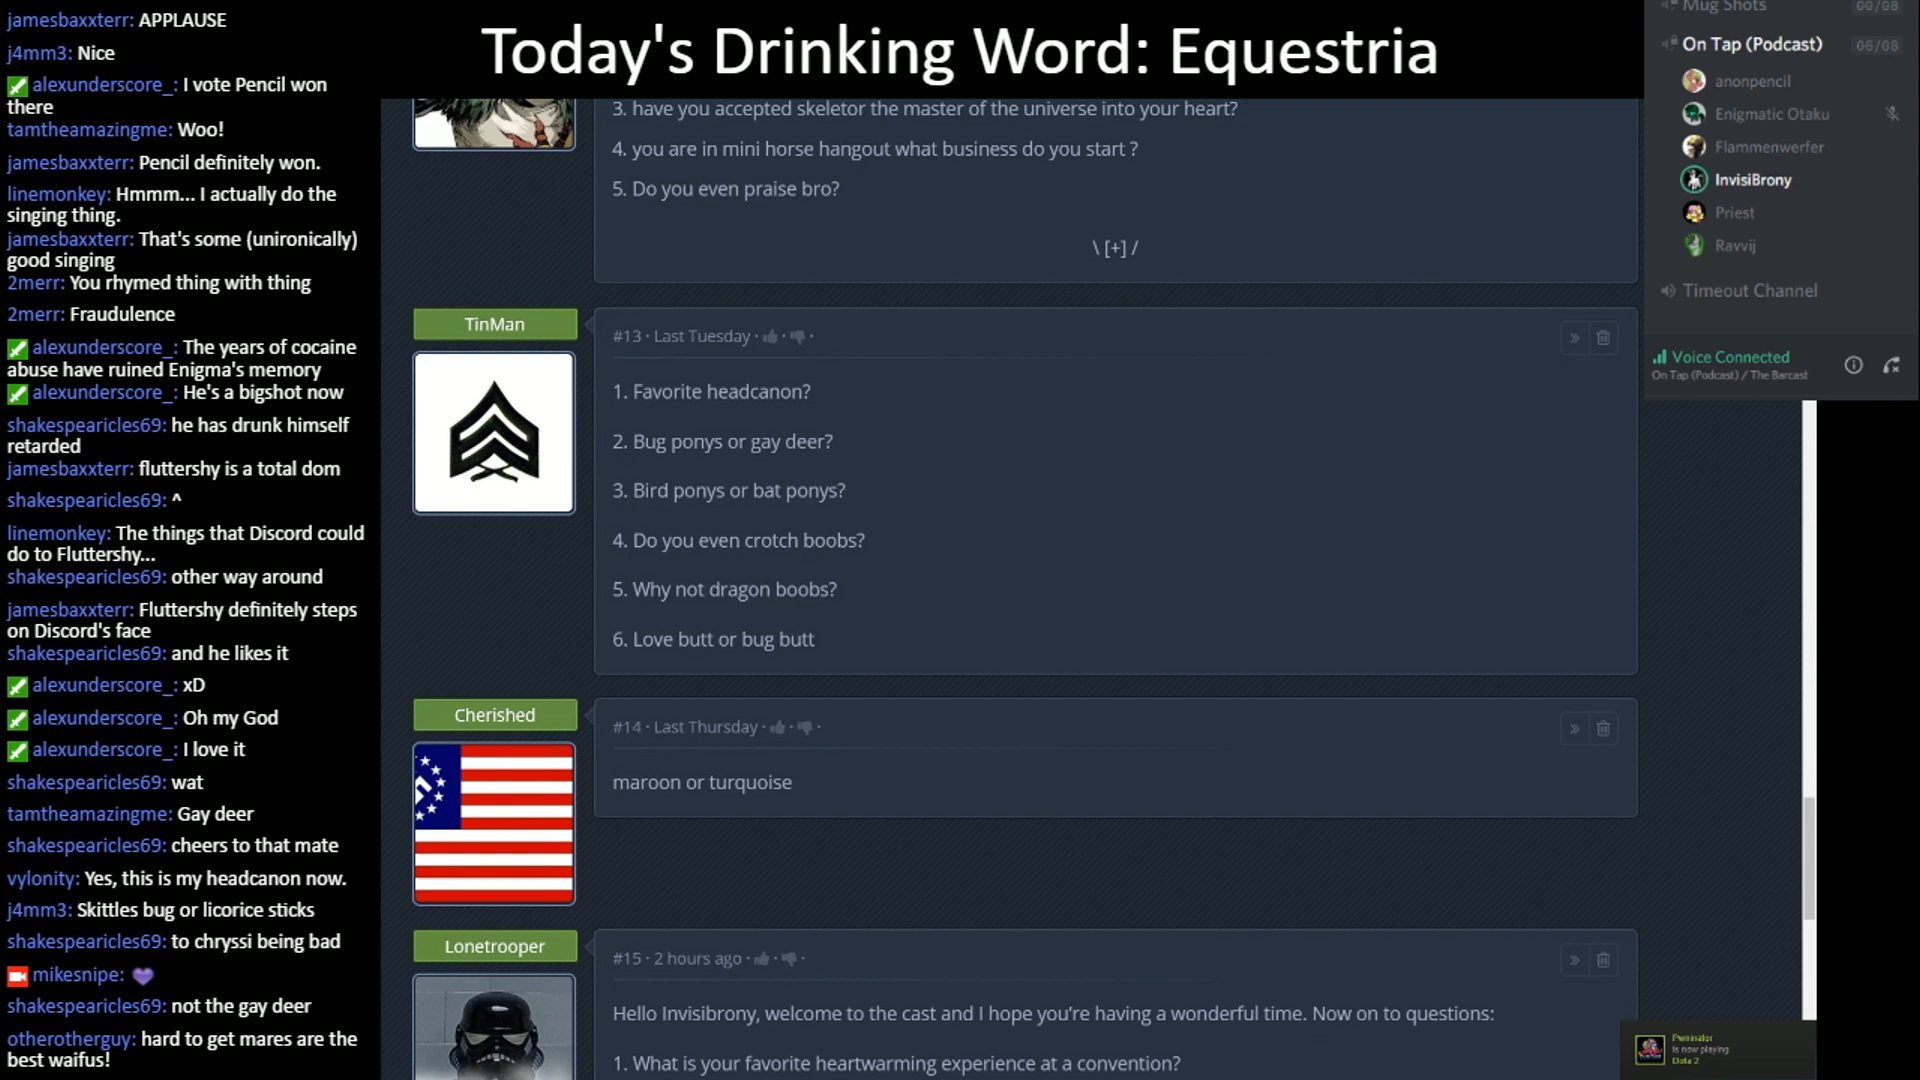 jamesbaxxterr: APPLAUSE
j4mm3: Nice
alexunderscore_: I vote Pencil won
there
tamtheamazingme: Woo!
jamesbaxxterr: Pencil definitely won.
linemonkey: Hmmm... I actually do the
singing thing.
jamesbaxxterr: That's some (unironically)
good singing
2merr: You rhymed thing with thing
2merr: Fraudulence
alexunderscore_: The years of cocaine
abuse have ruined Enigma's memory
alexunderscore_: He's a bigshot now
shakespearicles69: he has drunk himself
retarded
jamesbaxxterr: fluttershy is a total dom
shakespearicles69: ^
linemonkey: The things that Discord could
do to Fluttershy...
shakespearicles69: other way around
jamesbaxxterr: Fluttershy definitely steps
on Discord's face
shakespearicles69: and he likes it
alexunderscore_: xD
alexunderscore_: Oh my God
alexunderscore_: I love it
shakespearicles69: wat
tamtheamazingme: Gay deer
shakespearicles69: cheers to that mate
vylonity: Yes, this is my headcanon now.
j4mm3: Skittles bug or licorice sticks
shakespearicles69: to chryssi being bad
mikesnipe: 💜
shakespearicles69: not the gay deer
otherotherguy: hard to get mares are the
best waifus!
Today's Drinking Word: Equestria
3. have you accepted skeletor the master of the universe into your heart?
4. you are in mini horse hangout what business do you start ?
5. Do you even praise bro?
\ [+] /
TinMan
#13 · Last Tuesday · ·
1. Favorite headcanon?
2. Bug ponys or gay deer?
3. Bird ponys or bat ponys?
4. Do you even crotch boobs?
5. Why not dragon boobs?
6. Love butt or bug butt
Cherished
#14 · Last Thursday · ·
maroon or turquoise
Lonetrooper
#15 · 2 hours ago · ·
Hello Invisibrony, welcome to the cast and I hope you're having a wonderful time. Now on to questions:
1. What is your favorite heartwarming experience at a convention?
Mug Shots 00/08
On Tap (Podcast) 06/08
anonpencil
Enigmatic Otaku
Flammenwerfer
InvisiBrony
Priest
Ravvij
Timeout Channel
Voice Connected
On Tap (Podcast) / The Barcast
Pwninator
is now playing
Dota 2